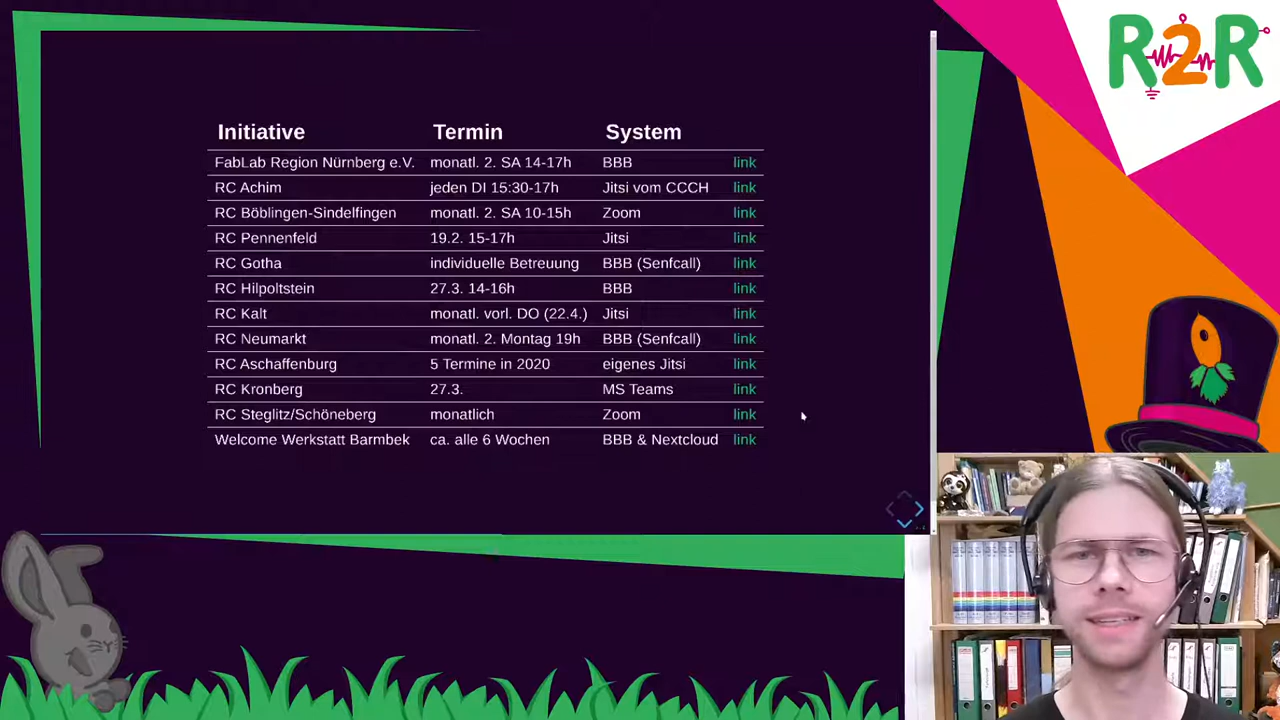 R2R
Initiative Termin System
FabLab Region Nürnberg e.V. monatl. 2. SA 14-17h BBB link
RC Achim jeden DI 15:30-17h Jitsi vom CCCH link
RC Böblingen-Sindelfingen monatl. 2. SA 10-15h Zoom link
RC Pennenfeld 19.2. 15-17h Jitsi link
RC Gotha individuelle Betreuung BBB (Senfcall) link
RC Hilpoltstein 27.3. 14-16h BBB link
RC Kalt monatl. vorl. DO (22.4.) Jitsi link
RC Neumarkt monatl. 2. Montag 19h BBB (Senfcall) link
RC Aschaffenburg 5 Termine in 2020 eigenes Jitsi link
RC Kronberg 27.3. MS Teams link
RC Steglitz/Schöneberg monatlich Zoom link
Welcome Werkstatt Barmbek ca. alle 6 Wochen BBB & Nextcloud link